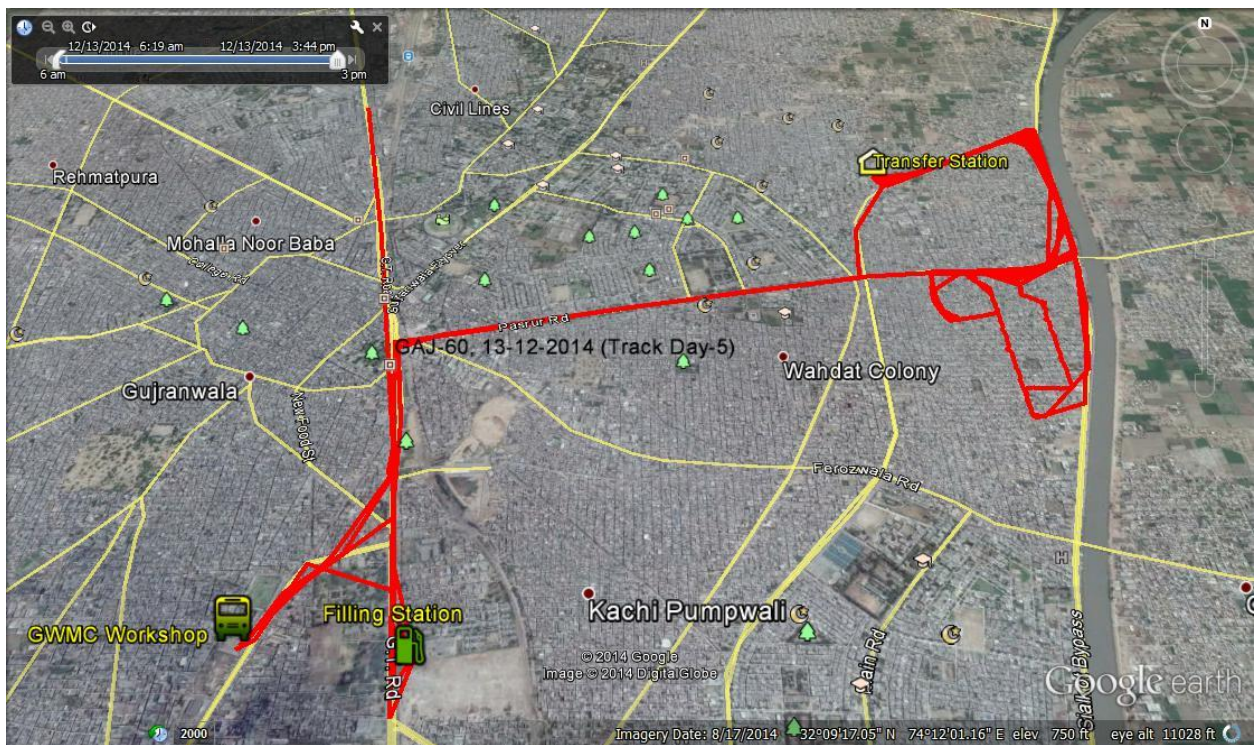 12/13/2014 6:19 am 12/13/2014 3:44 pm
6 am 3 pm
N
Civil Lines
Rehmatpura
Transfer Station
Mohalla Noor Baba
College Rd
Pasrur Rd
GAJ-60, 13-12-2014 (Track Day-5)
Wahdat Colony
Gujranwala
New Food St
Ferozwala Rd
H
Kachi Pumpwali
Filling Station
GWMC Workshop
G.T. Rd
Sialkot Bypass
© 2014 Google
Image © 2014 DigitalGlobe
Google earth
2000
Imagery Date: 8/17/2014 32°09'17.05" N 74°12'01.16" E elev 750 ft eye alt 11028 ft